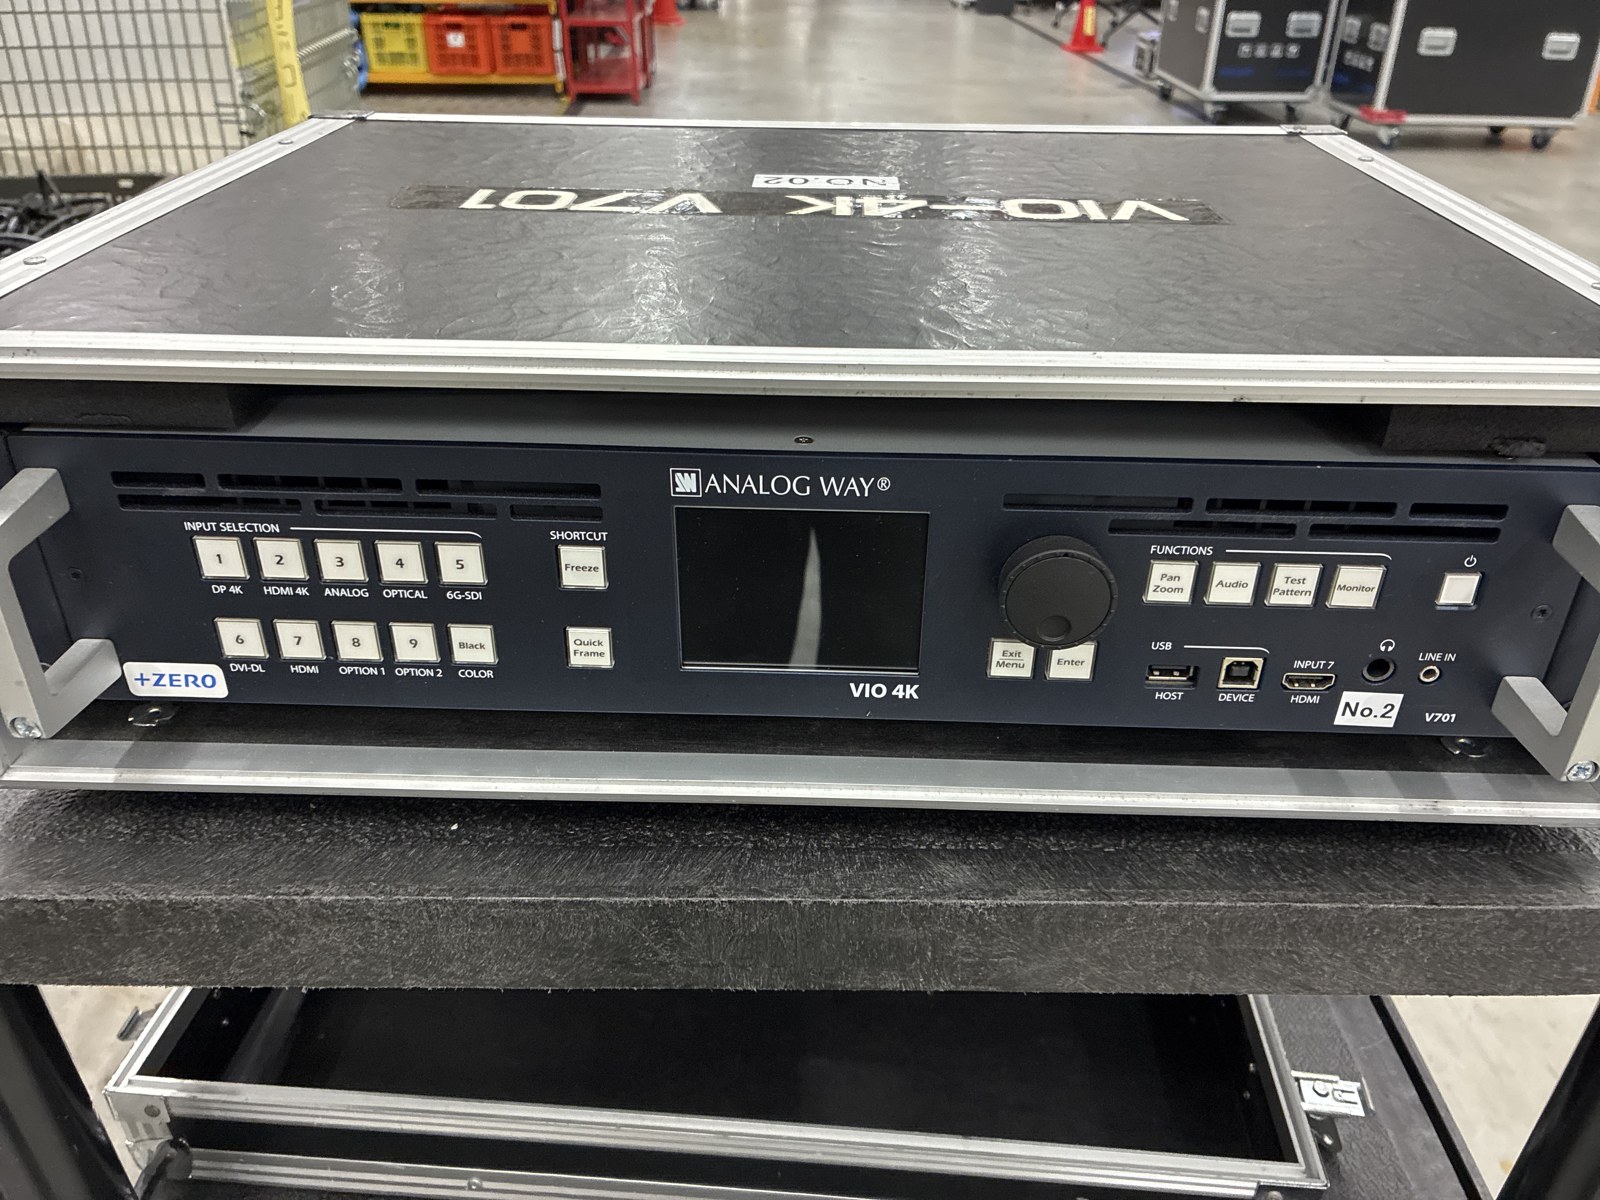 NO.02
VIO-4K V701
ANALOG WAY®
INPUT SELECTION
1 2 3 4 5
DP 4K HDMI 4K ANALOG OPTICAL 6G-SDI
6 7 8 9 Black
DVI-DL HDMI OPTION 1 OPTION 2 COLOR
SHORTCUT
Freeze
Quick
Frame
+ZERO
VIO 4K
Exit
Menu
Enter
FUNCTIONS
Pan
Zoom
Audio
Test
Pattern
Monitor
USB
HOST
DEVICE
INPUT 7
HDMI
LINE IN
No.2
V701